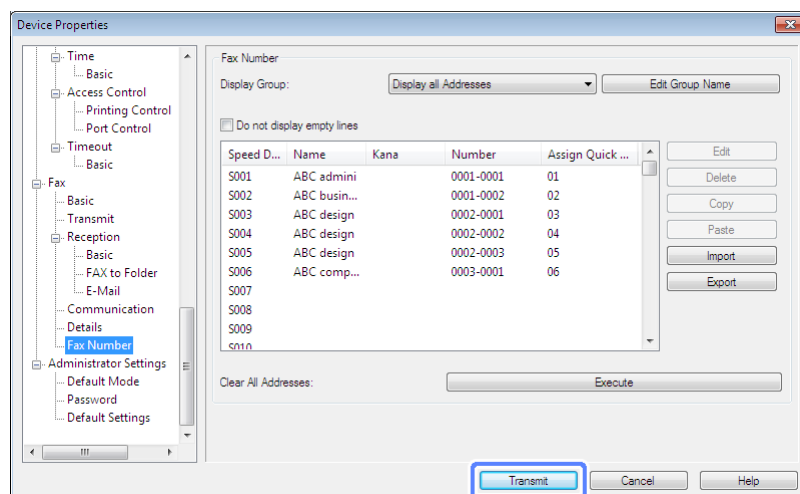 Device Properties
Time
Basic
Access Control
Printing Control
Port Control
Timeout
Basic
Fax
Basic
Transmit
Reception
Basic
FAX to Folder
E-Mail
Communication
Details
Fax Number
Administrator Settings
Default Mode
Password
Default Settings
Fax Number
Display Group: Display all Addresses Edit Group Name
Do not display empty lines
Speed D... Name Kana Number Assign Quick ...
S001 ABC admini 0001-0001 01
S002 ABC busin... 0001-0002 02
S003 ABC design 0002-0001 03
S004 ABC design 0002-0002 04
S005 ABC design 0002-0003 05
S006 ABC comp... 0003-0001 06
S007
S008
S009
S010
Edit
Delete
Copy
Paste
Import
Export
Clear All Addresses: Execute
Transmit Cancel Help